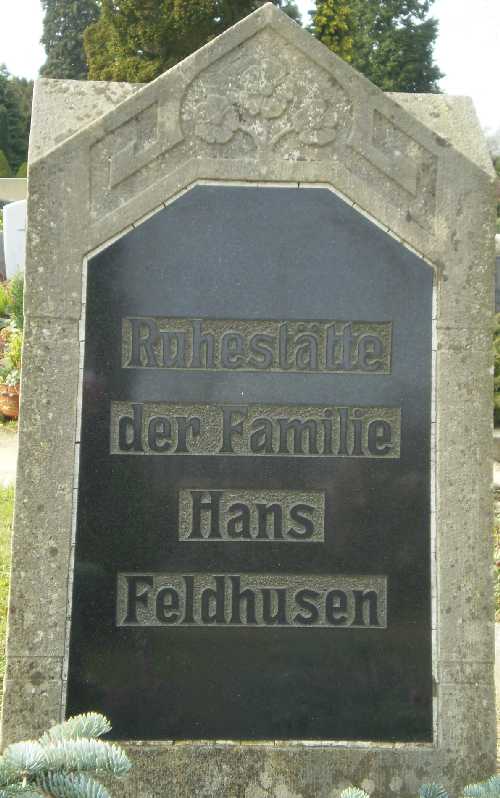 Ruhestätte
der Familie
Hans
Feldhusen